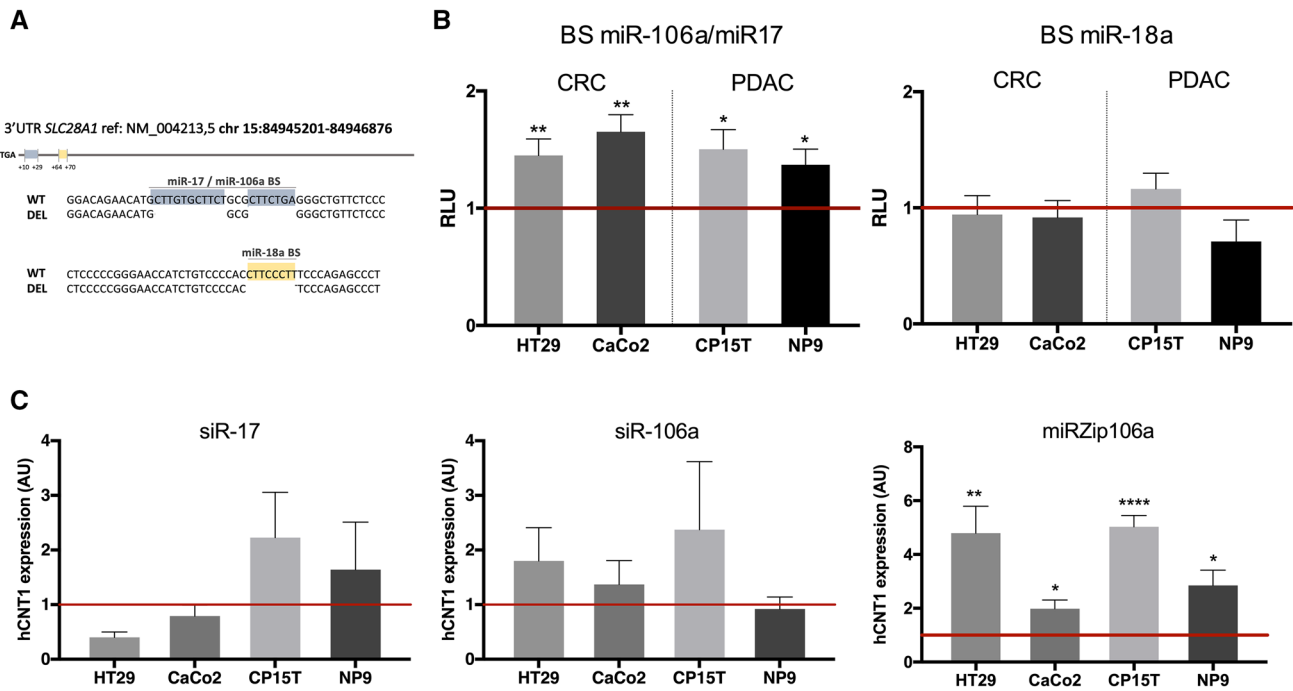 A
3'UTR SLC28A1 ref: NM_004213,5 chr 15:84945201-84946876
TGA
+10 +29 +64 +70
miR-17 / miR-106a BS
WT GGACAGAACATGCTTGTGCTTCTGCGCTTCTGAGGGCTGTTCTCCC
DEL GGACAGAACATG GCG GGGCTGTTCTCCC
miR-18a BS
WT CTCCCCCGGGAACCATCTGTCCCCACCTTCCCTTTCCCAGAGCCCT
DEL CTCCCCCGGGAACCATCTGTCCCCAC TCCCAGAGCCCT
B
BS miR-106a/miR17
CRC PDAC
RLU
2
1
0
** ** * *
HT29 CaCo2 CP15T NP9
BS miR-18a
CRC PDAC
RLU
2
1
0
HT29 CaCo2 CP15T NP9
C
siR-17
hCNT1 expression (AU)
4
3
2
1
0
HT29 CaCo2 CP15T NP9
siR-106a
hCNT1 expression (AU)
4
3
2
1
0
HT29 CaCo2 CP15T NP9
miRZip106a
hCNT1 expression (AU)
8
6
4
2
0
** * **** *
HT29 CaCo2 CP15T NP9